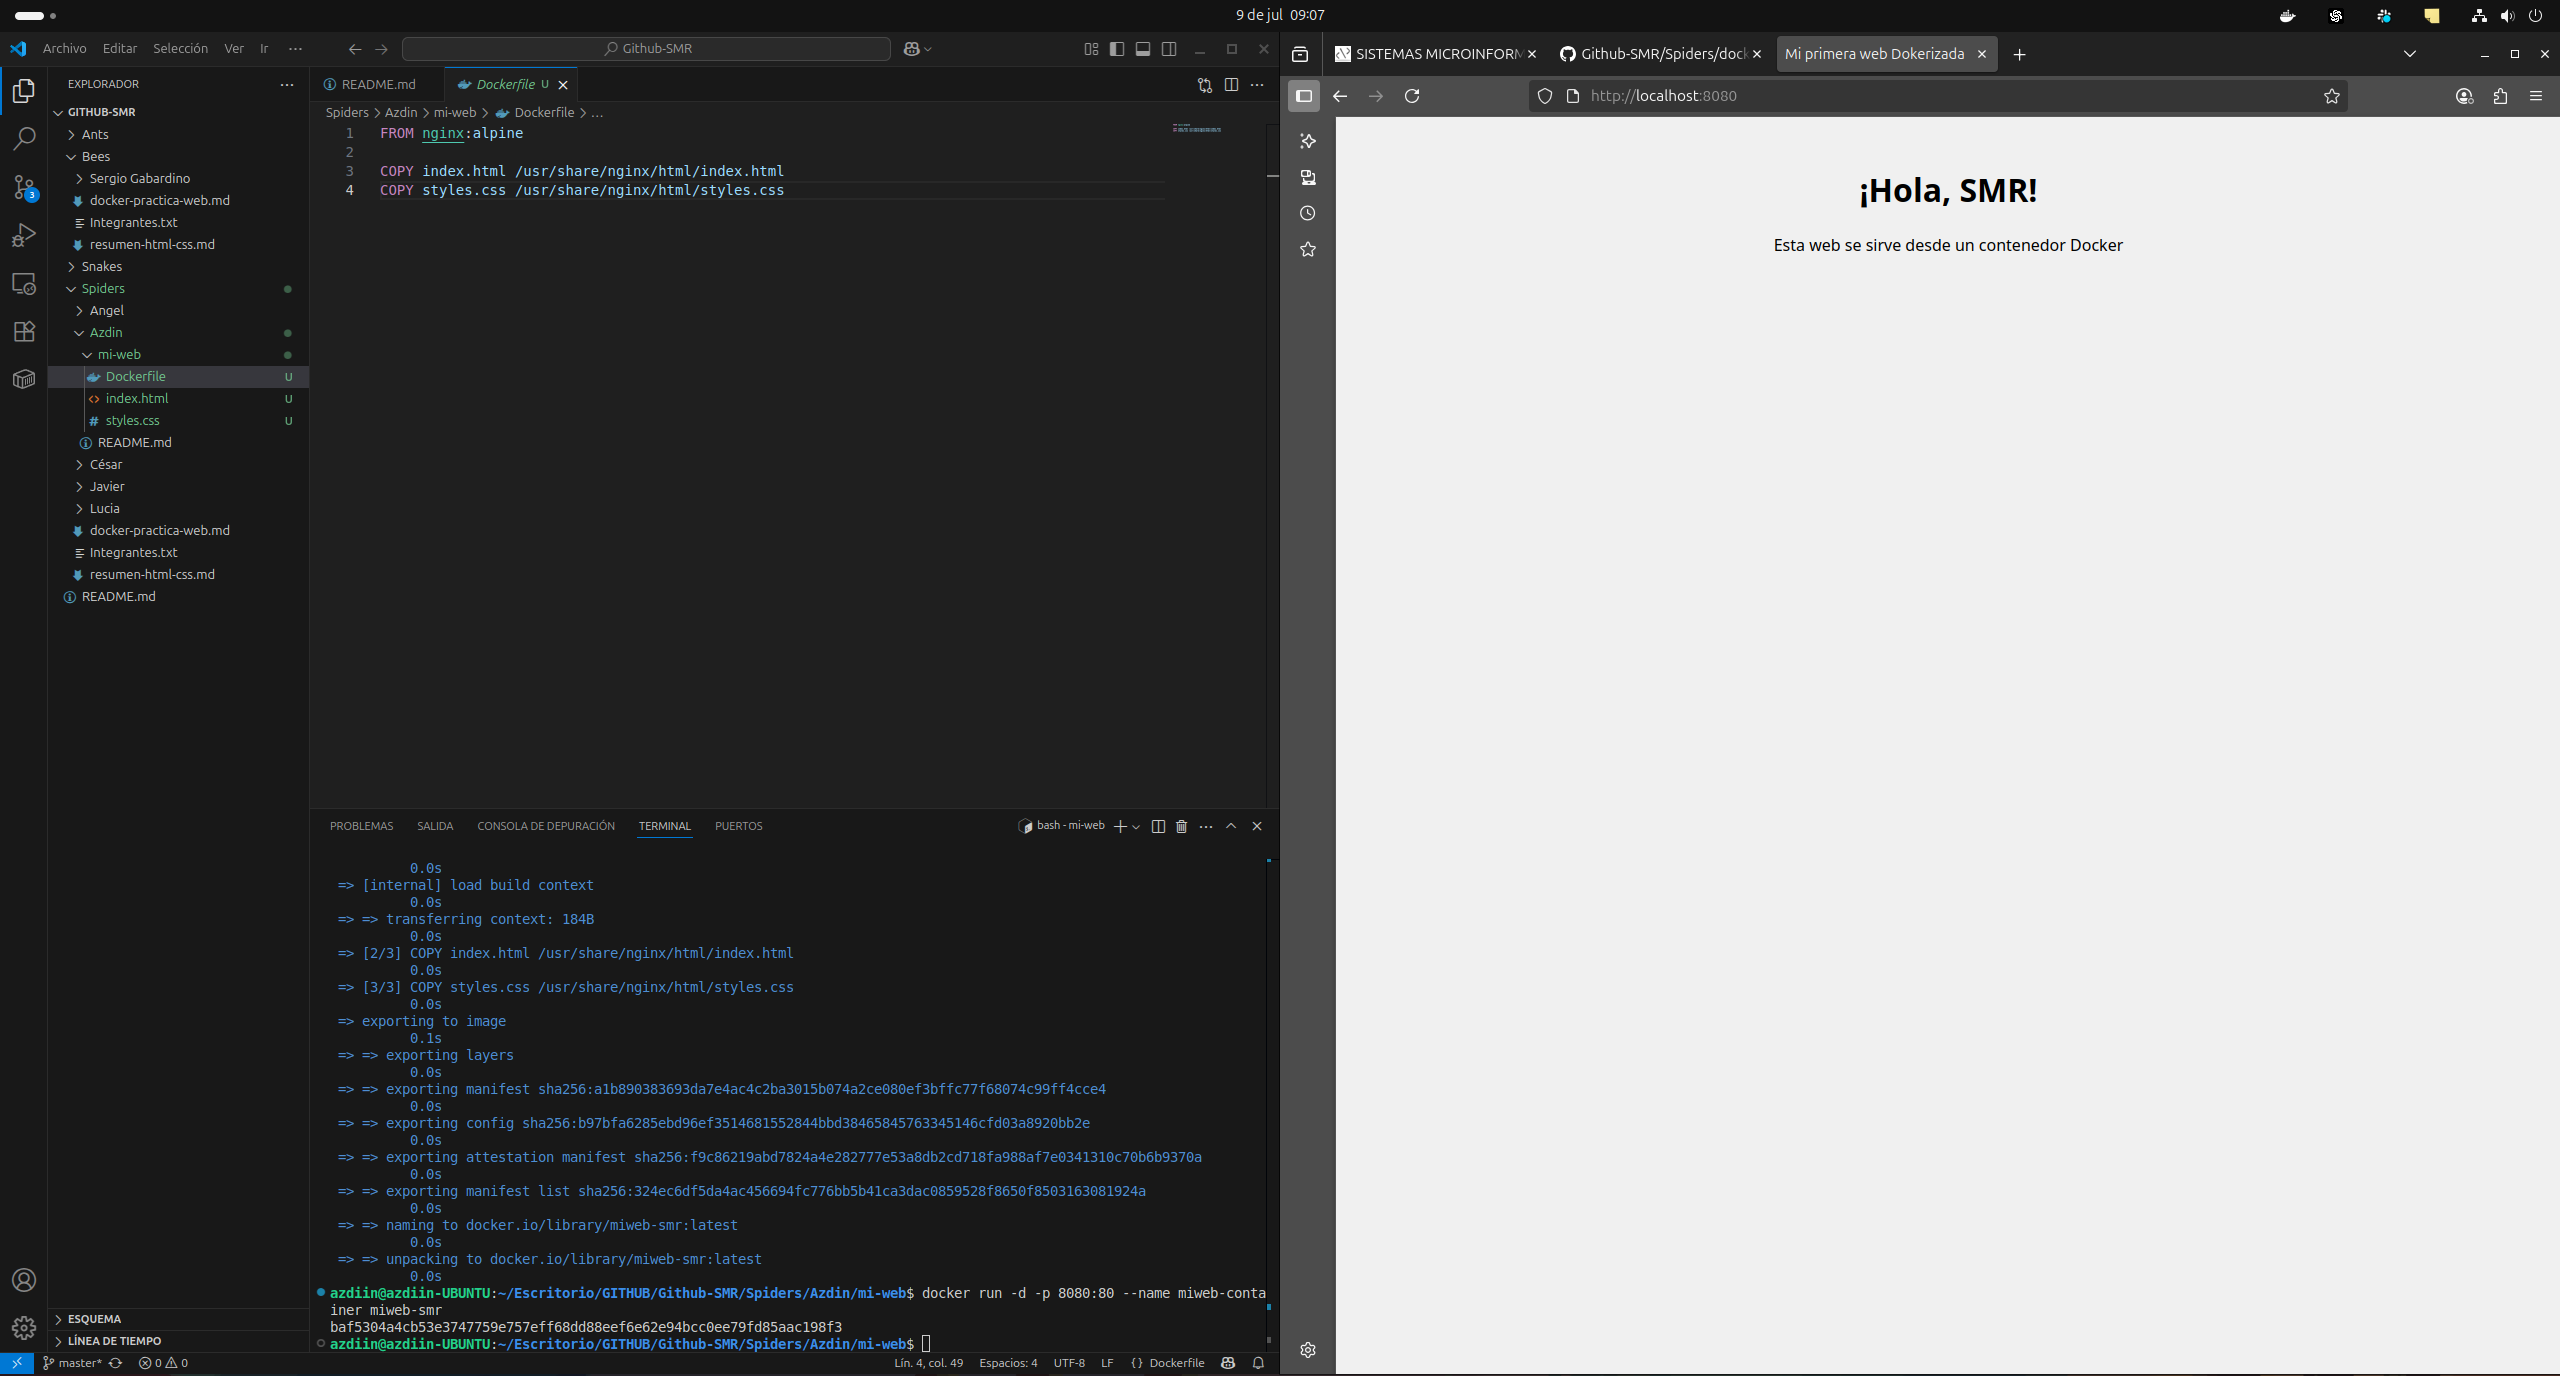 9 de jul 09:07
Archivo Editar Selección Ver Ir ···
Github-SMR
EXPLORADOR
GITHUB-SMR
Ants
Bees
Sergio Gabardino
docker-practica-web.md
Integrantes.txt
resumen-html-css.md
Snakes
Spiders
Angel
Azdin
mi-web
Dockerfile U
index.html U
styles.css U
README.md
César
Javier
Lucia
docker-practica-web.md
Integrantes.txt
resumen-html-css.md
README.md
3
ESQUEMA
LÍNEA DE TIEMPO
README.md
Dockerfile U
Spiders > Azdin > mi-web > Dockerfile > ...
1 FROM nginx:alpine
2
3 COPY index.html /usr/share/nginx/html/index.html
4 COPY styles.css /usr/share/nginx/html/styles.css
PROBLEMAS SALIDA CONSOLA DE DEPURACIÓN TERMINAL PUERTOS
bash - mi-web
0.0s
=> [internal] load build context
0.0s
=> => transferring context: 184B
0.0s
=> [2/3] COPY index.html /usr/share/nginx/html/index.html
0.0s
=> [3/3] COPY styles.css /usr/share/nginx/html/styles.css
0.0s
=> exporting to image
0.1s
=> => exporting layers
0.0s
=> => exporting manifest sha256:a1b890383693da7e4ac4c2ba3015b074a2ce080ef3bffc77f68074c99ff4cce4
0.0s
=> => exporting config sha256:b97bfa6285ebd96ef3514681552844bbd38465845763345146cfd03a8920bb2e
0.0s
=> => exporting attestation manifest sha256:f9c86219abd7824a4e282777e53a8db2cd718fa988af7e0341310c70b6b9370a
0.0s
=> => exporting manifest list sha256:324ec6df5da4ac456694fc776bb5b41ca3dac0859528f8650f8503163081924a
0.0s
=> => naming to docker.io/library/miweb-smr:latest
0.0s
=> => unpacking to docker.io/library/miweb-smr:latest
0.0s
azdiin@azdiin-UBUNTU:~/Escritorio/GITHUB/Github-SMR/Spiders/Azdin/mi-web$ docker run -d -p 8080:80 --name miweb-conta
iner miweb-smr
baf5304a4cb53e3747759e757eff68dd88eef6e62e94bcc0ee79fd85aac198f3
azdiin@azdiin-UBUNTU:~/Escritorio/GITHUB/Github-SMR/Spiders/Azdin/mi-web$
master* 0 0
Lín. 4, col. 49 Espacios: 4 UTF-8 LF {} Dockerfile
SISTEMAS MICROINFORM
Github-SMR/Spiders/dock
Mi primera web Dokerizada
http://localhost:8080
¡Hola, SMR!
Esta web se sirve desde un contenedor Docker